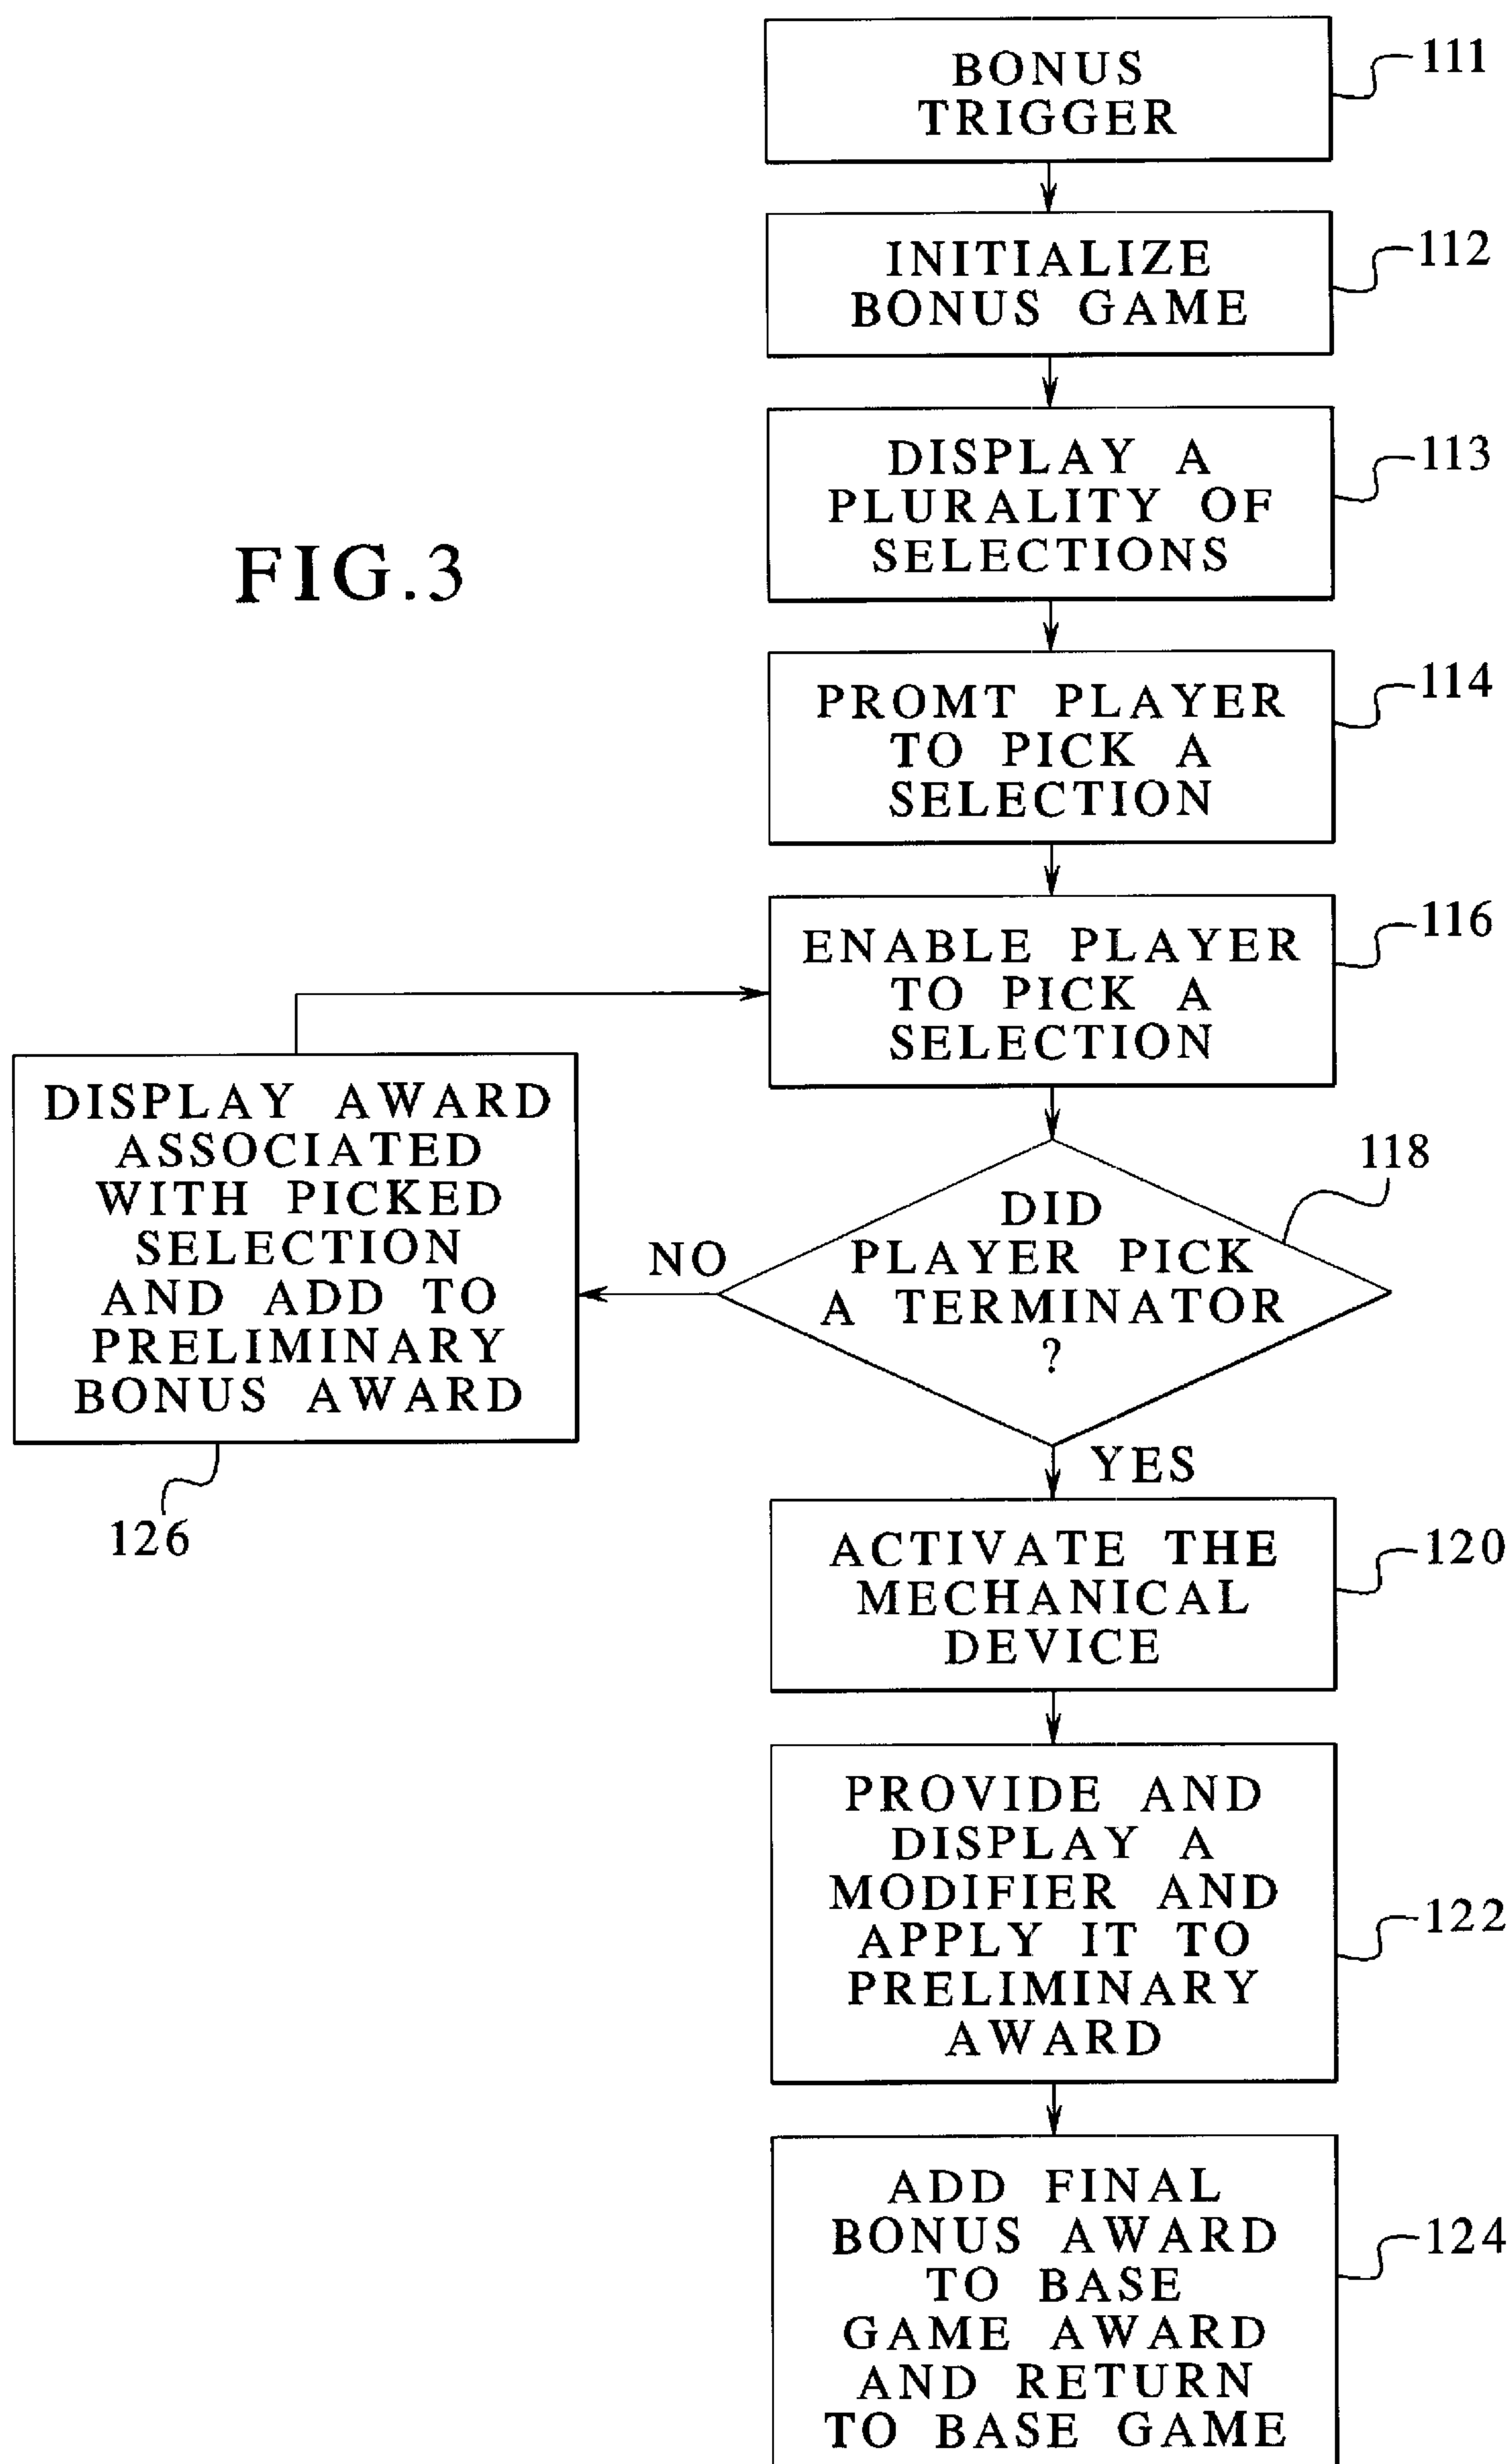 BONUS
TRIGGER
111
INITIALIZE
BONUS GAME
112
DISPLAY A
PLURALITY OF
SELECTIONS
113
FIG.3
PROMT PLAYER
TO PICK A
SELECTION
114
ENABLE PLAYER
TO PICK A
SELECTION
116
DID
PLAYER PICK
A TERMINATOR
?
118
NO
DISPLAY AWARD
ASSOCIATED
WITH PICKED
SELECTION
AND ADD TO
PRELIMINARY
BONUS AWARD
126
YES
ACTIVATE THE
MECHANICAL
DEVICE
120
PROVIDE AND
DISPLAY A
MODIFIER AND
APPLY IT TO
PRELIMINARY
AWARD
122
ADD FINAL
BONUS AWARD
TO BASE
GAME AWARD
AND RETURN
TO BASE GAME
124